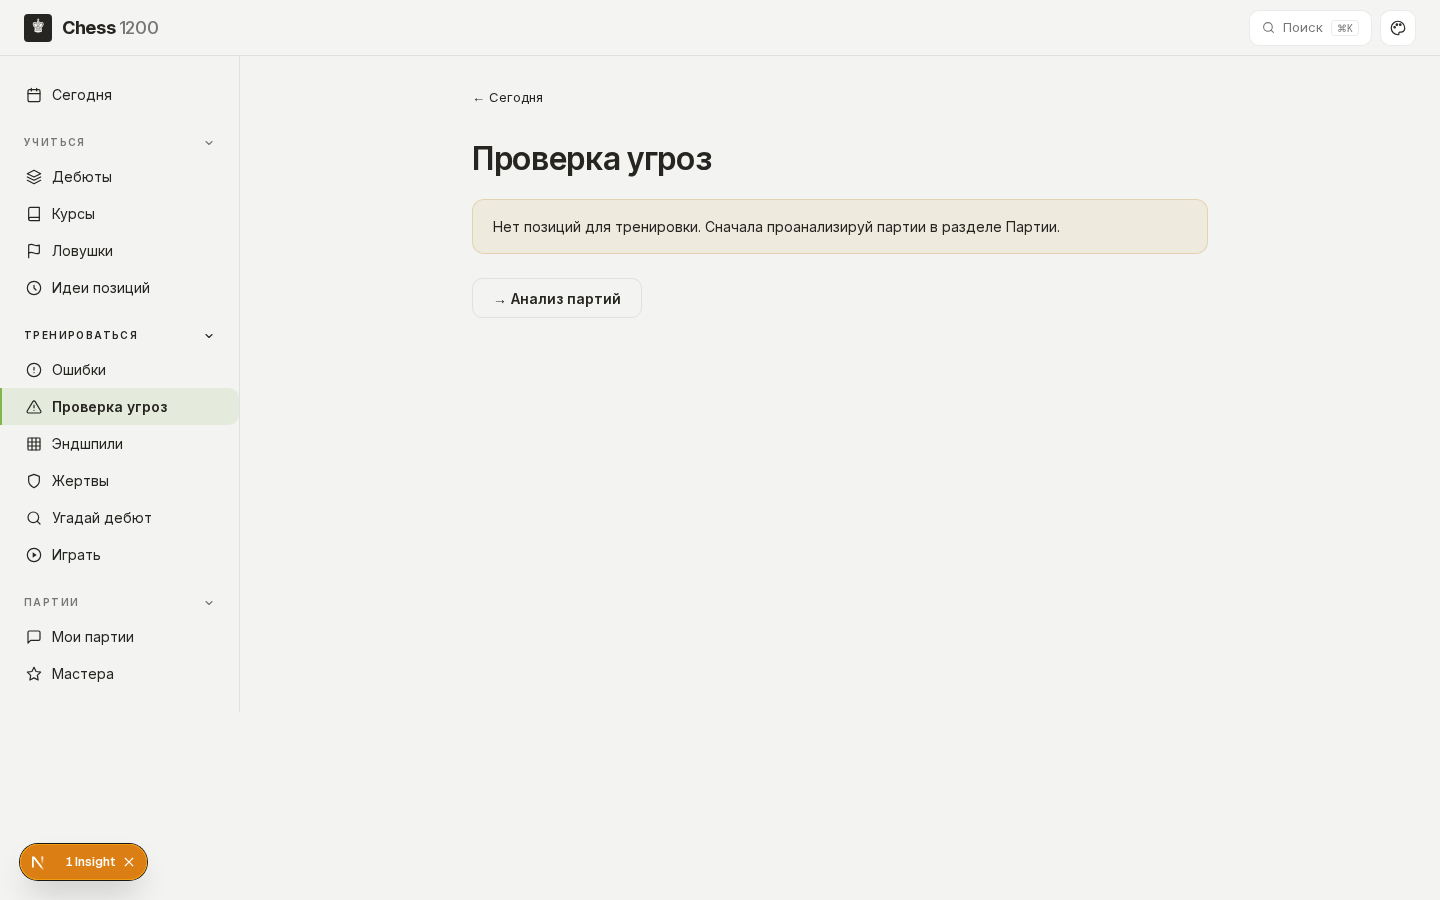 Chess 1200
Поиск ⌘K
Сегодня
УЧИТЬСЯ
Дебюты
Курсы
Ловушки
Идеи позиций
ТРЕНИРОВАТЬСЯ
Ошибки
Проверка угроз
Эндшпили
Жертвы
Угадай дебют
Играть
ПАРТИИ
Мои партии
Мастера
← Сегодня
Проверка угроз
Нет позиций для тренировки. Сначала проанализируй партии в разделе Партии.
→ Анализ партий
1 Insight